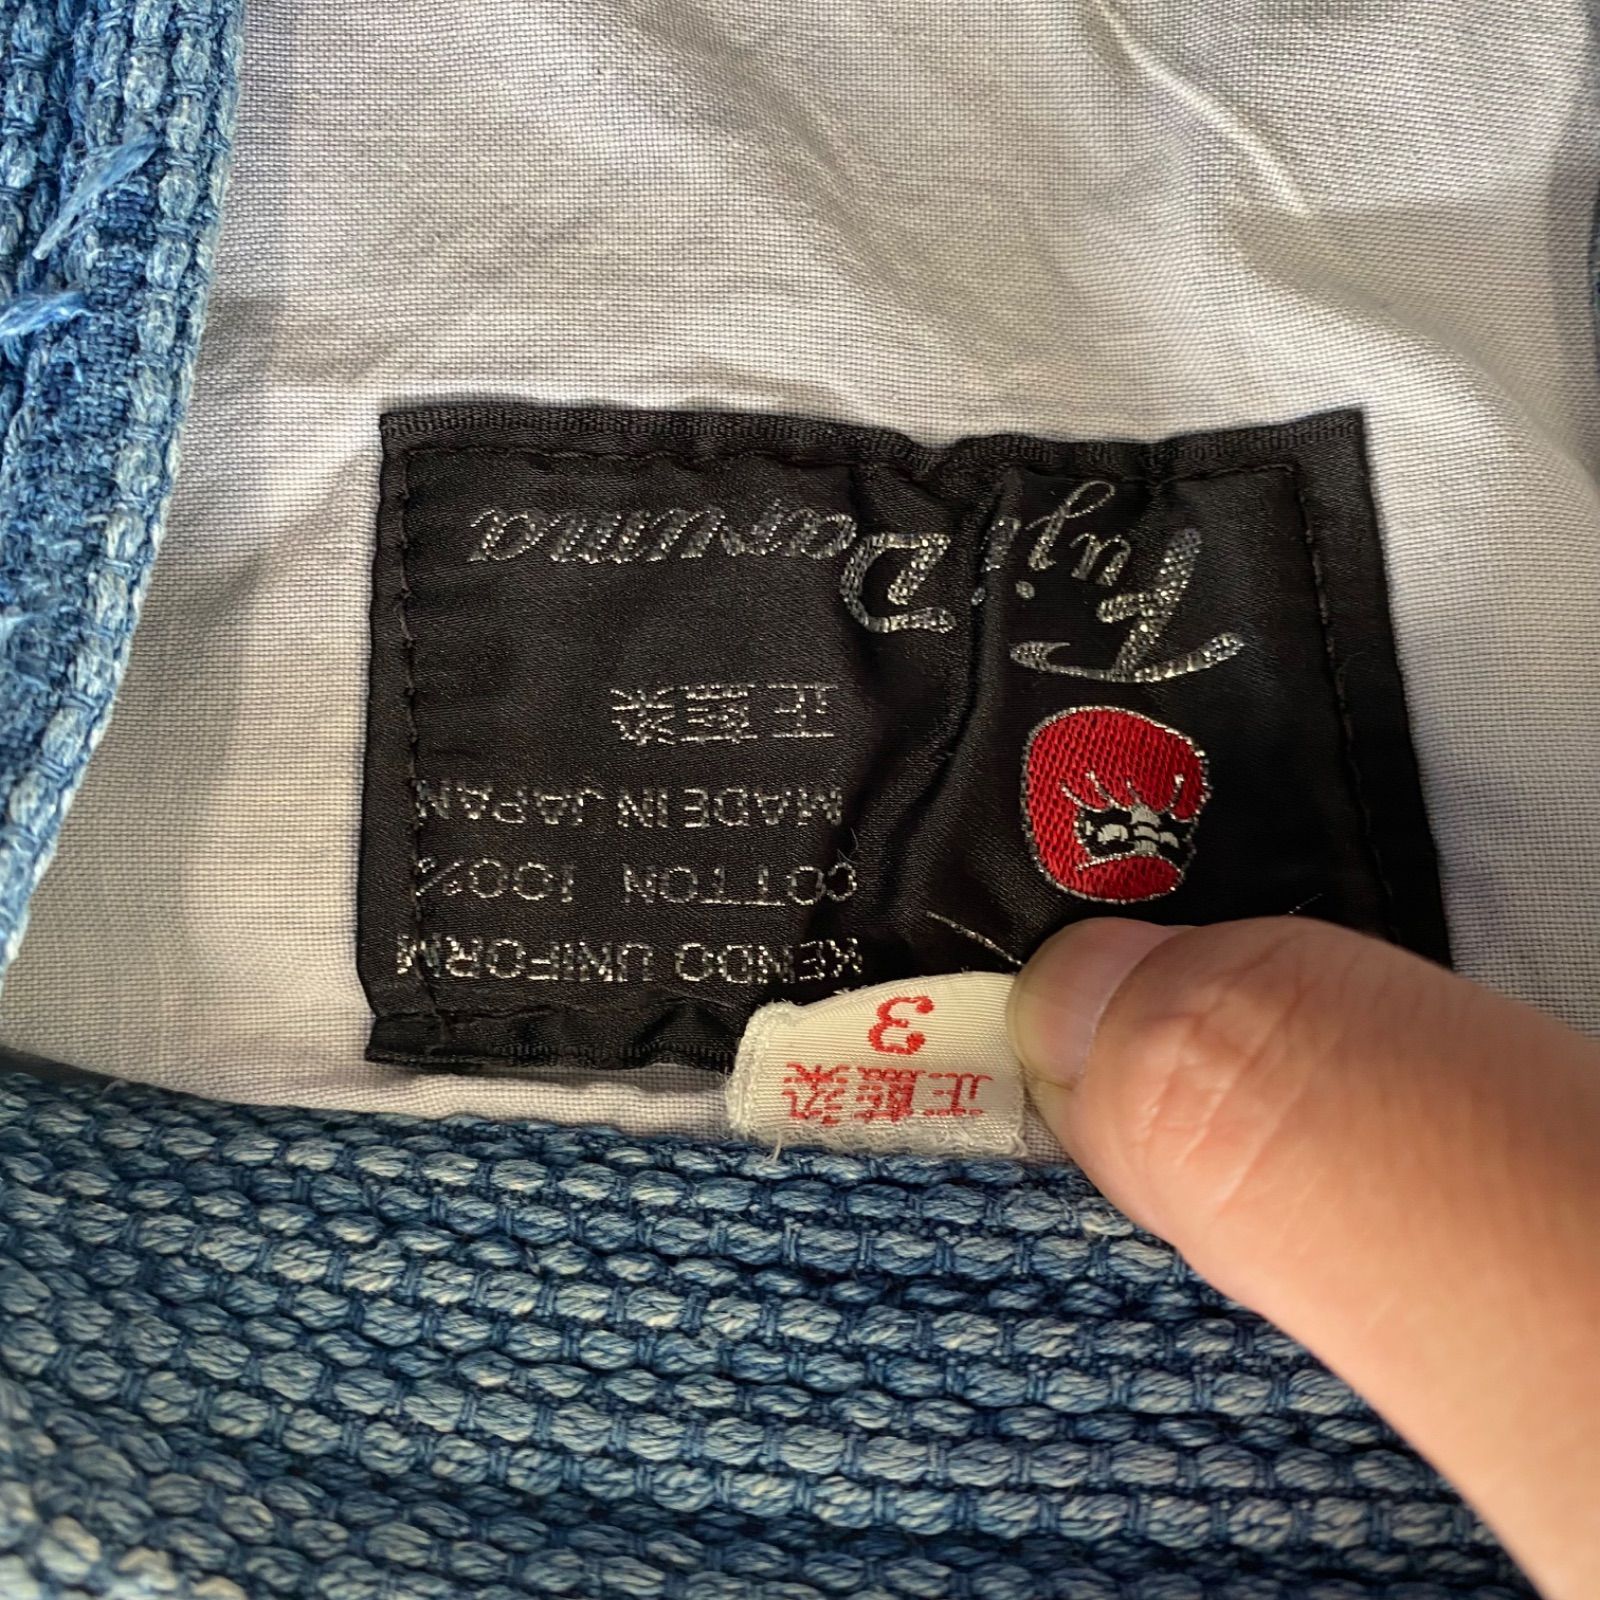 KENDO UNIFORM
COTTON 100%
MADE IN JAPAN
正藍染
Fuji Daruma
正藍染
3